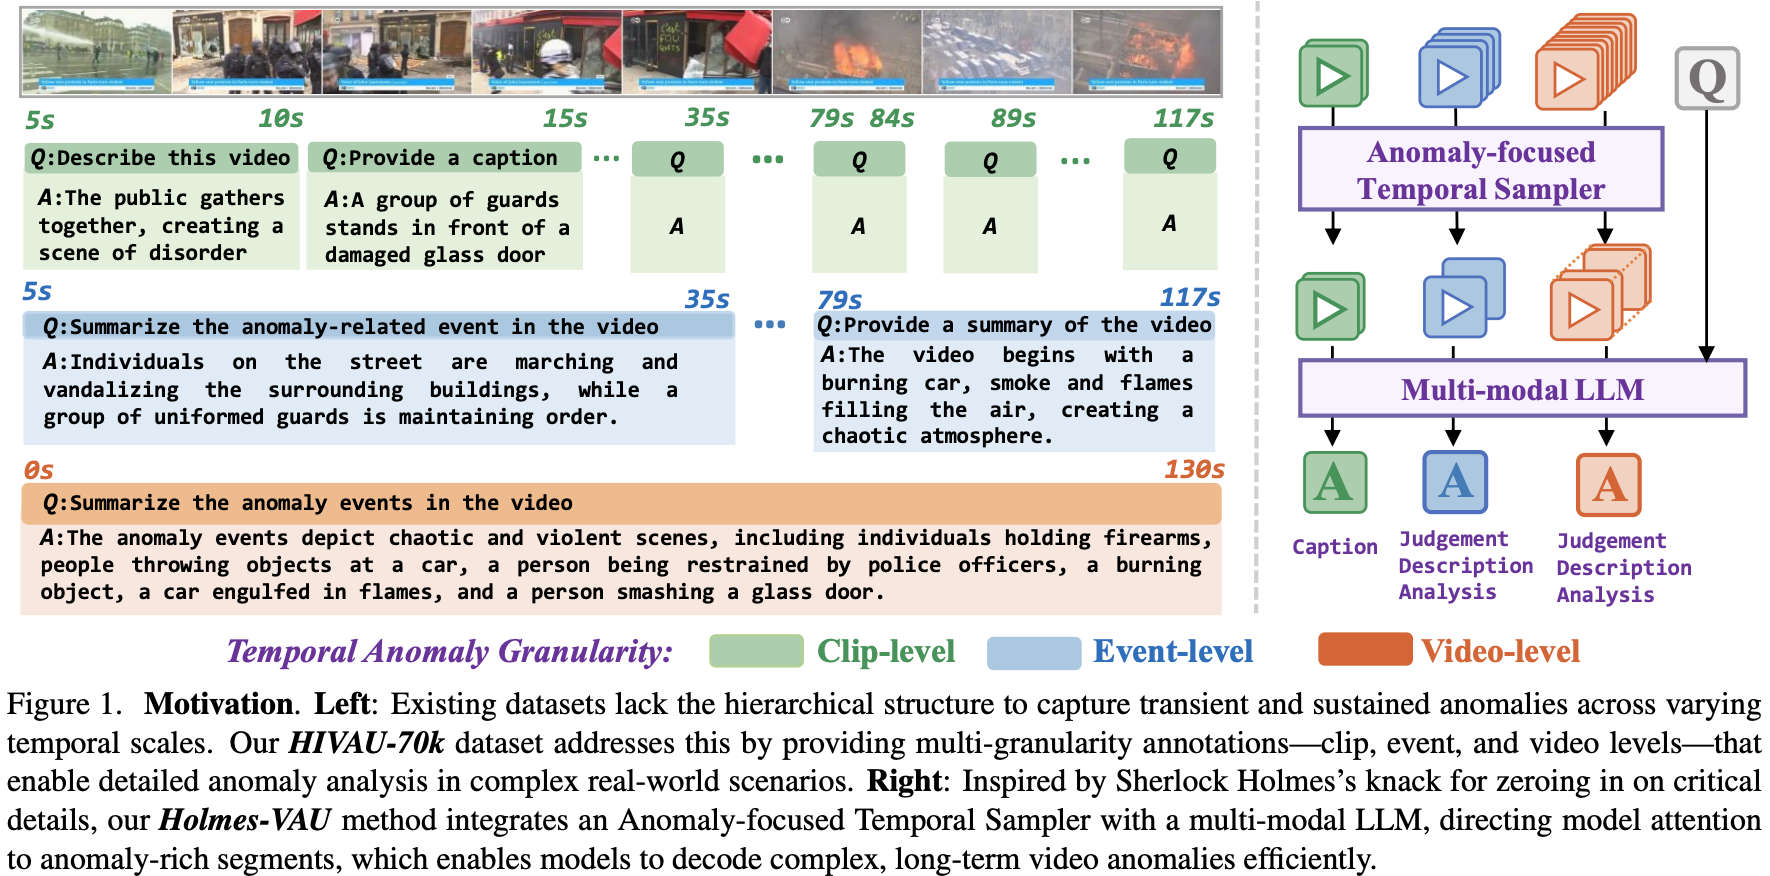 5s 10s 15s 35s 79s 84s 89s 117s
Q:Describe this video
A:The public gathers
together, creating a
scene of disorder
Q:Provide a caption
A:A group of guards
stands in front of a
damaged glass door
... Q ... Q Q ... Q
A A A A
5s 35s
Q:Summarize the anomaly-related event in the video
A:Individuals on the street are marching and
vandalizing the surrounding buildings, while a
group of uniformed guards is maintaining order.
...
79s 117s
Q:Provide a summary of the video
A:The video begins with a
burning car, smoke and flames
filling the air, creating a
chaotic atmosphere.
0s 130s
Q:Summarize the anomaly events in the video
A:The anomaly events depict chaotic and violent scenes, including individuals holding firearms,
people throwing objects at a car, a person being restrained by police officers, a burning
object, a car engulfed in flames, and a person smashing a glass door.
Q
Anomaly-focused
Temporal Sampler
Multi-modal LLM
A A A
Caption
Judgement
Description
Analysis
Judgement
Description
Analysis
Temporal Anomaly Granularity: Clip-level Event-level Video-level
Figure 1. Motivation. Left: Existing datasets lack the hierarchical structure to capture transient and sustained anomalies across varying
temporal scales. Our HIVAU-70k dataset addresses this by providing multi-granularity annotations—clip, event, and video levels—that
enable detailed anomaly analysis in complex real-world scenarios. Right: Inspired by Sherlock Holmes's knack for zeroing in on critical
details, our Holmes-VAU method integrates an Anomaly-focused Temporal Sampler with a multi-modal LLM, directing model attention
to anomaly-rich segments, which enables models to decode complex, long-term video anomalies efficiently.